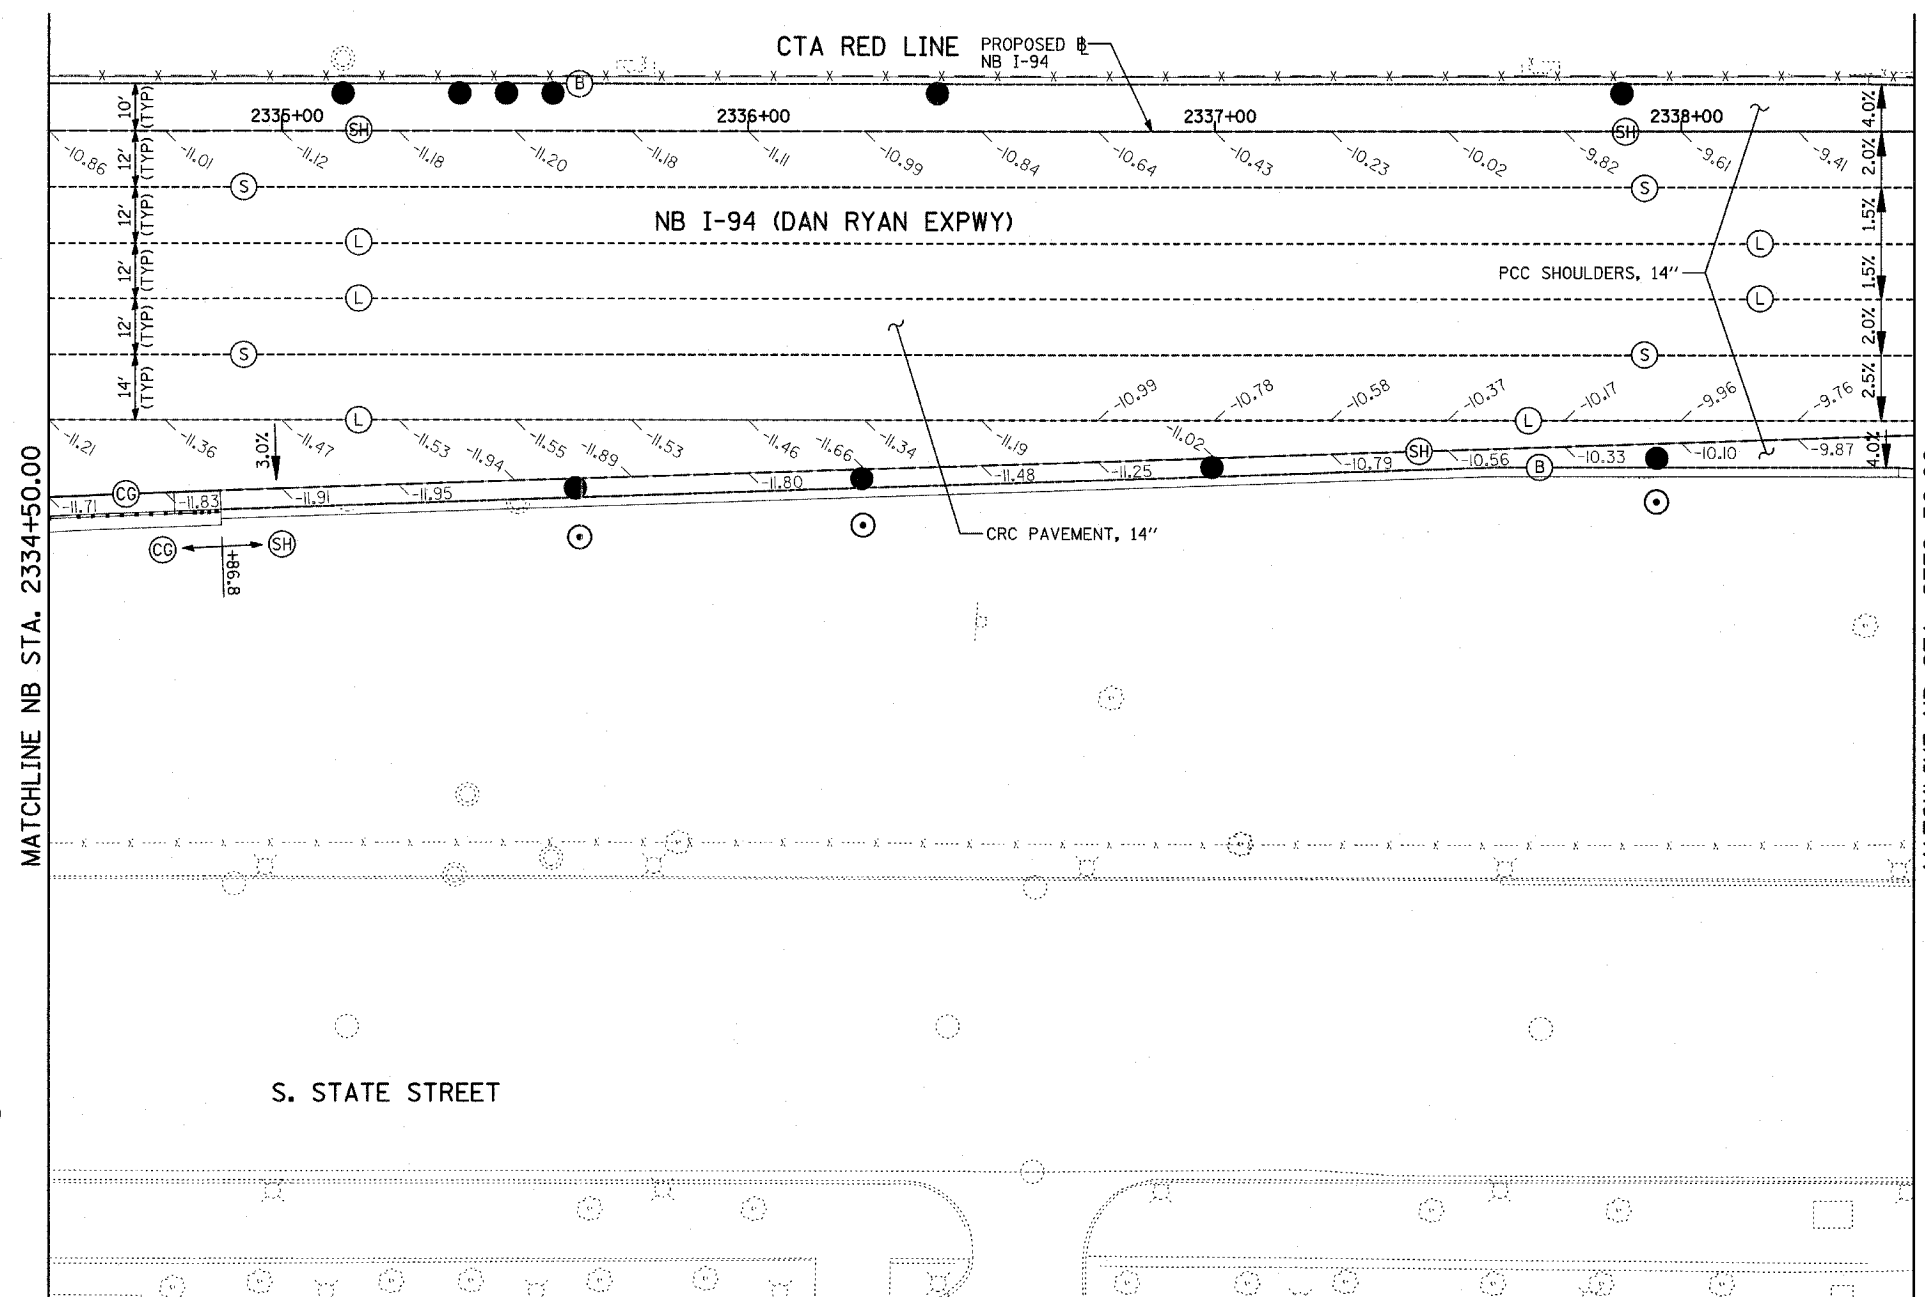 CTA RED LINE
PROPOSED ⅊
NB I-94
10' (TYP)
12' (TYP)
12' (TYP)
12' (TYP)
12' (TYP)
14' (TYP)
B
2335+00
2336+00
2337+00
2338+00
SH
SH
-10.86
-11.01
-11.12
-11.18
-11.20
-11.18
-11.11
-10.99
-10.84
-10.64
-10.43
-10.23
-10.02
-9.82
-9.61
-9.41
4.0%
2.0%
1.5%
1.5%
2.0%
2.5%
4.0%
S
S
NB I-94 (DAN RYAN EXPWY)
L
L
PCC SHOULDERS, 14"
L
L
S
S
-10.99
-10.78
-10.58
-10.37
-10.17
-9.96
-9.76
L
L
-11.21
-11.36
3.0%
-11.47
-11.53
-11.94
-11.55
-11.89
-11.53
-11.46
-11.66
-11.34
-11.19
-11.02
CG
-11.71
-11.83
-11.91
-11.95
-11.80
-11.48
-11.25
-10.79
SH
-10.56
B
-10.33
-10.10
-9.87
CRC PAVEMENT, 14"
CG
SH
+86.8
MATCHLINE NB STA. 2334+50.00
S. STATE STREET